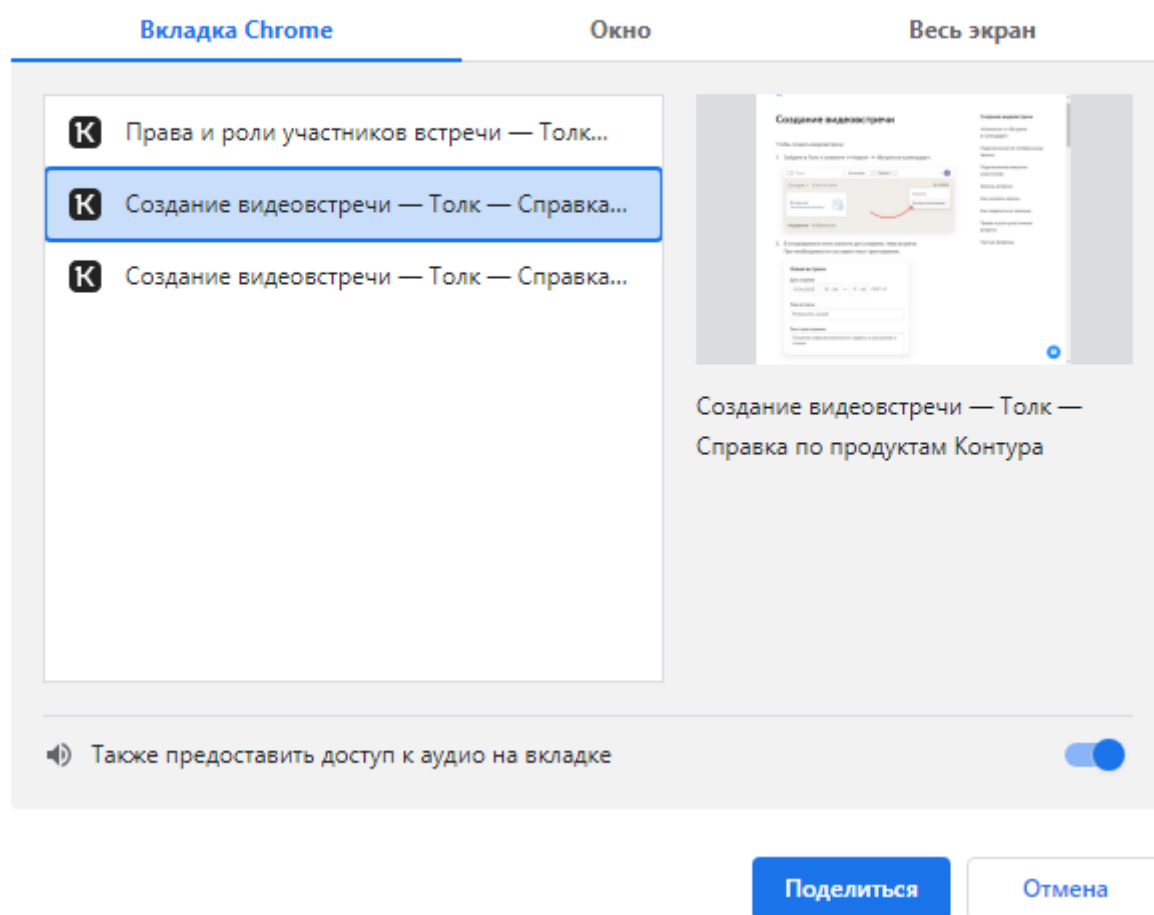 Вкладка Chrome
Окно
Весь экран
Права и роли участников встречи — Толк...
Создание видеовстречи — Толк — Справка...
Создание видеовстречи — Толк — Справка...
Создание видеовстречи
Создание видеовстречи — Толк —
Справка по продуктам Контура
Также предоставить доступ к аудио на вкладке
Поделиться
Отмена